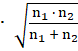 · √((n₁·n₂)/(n₁+n₂))